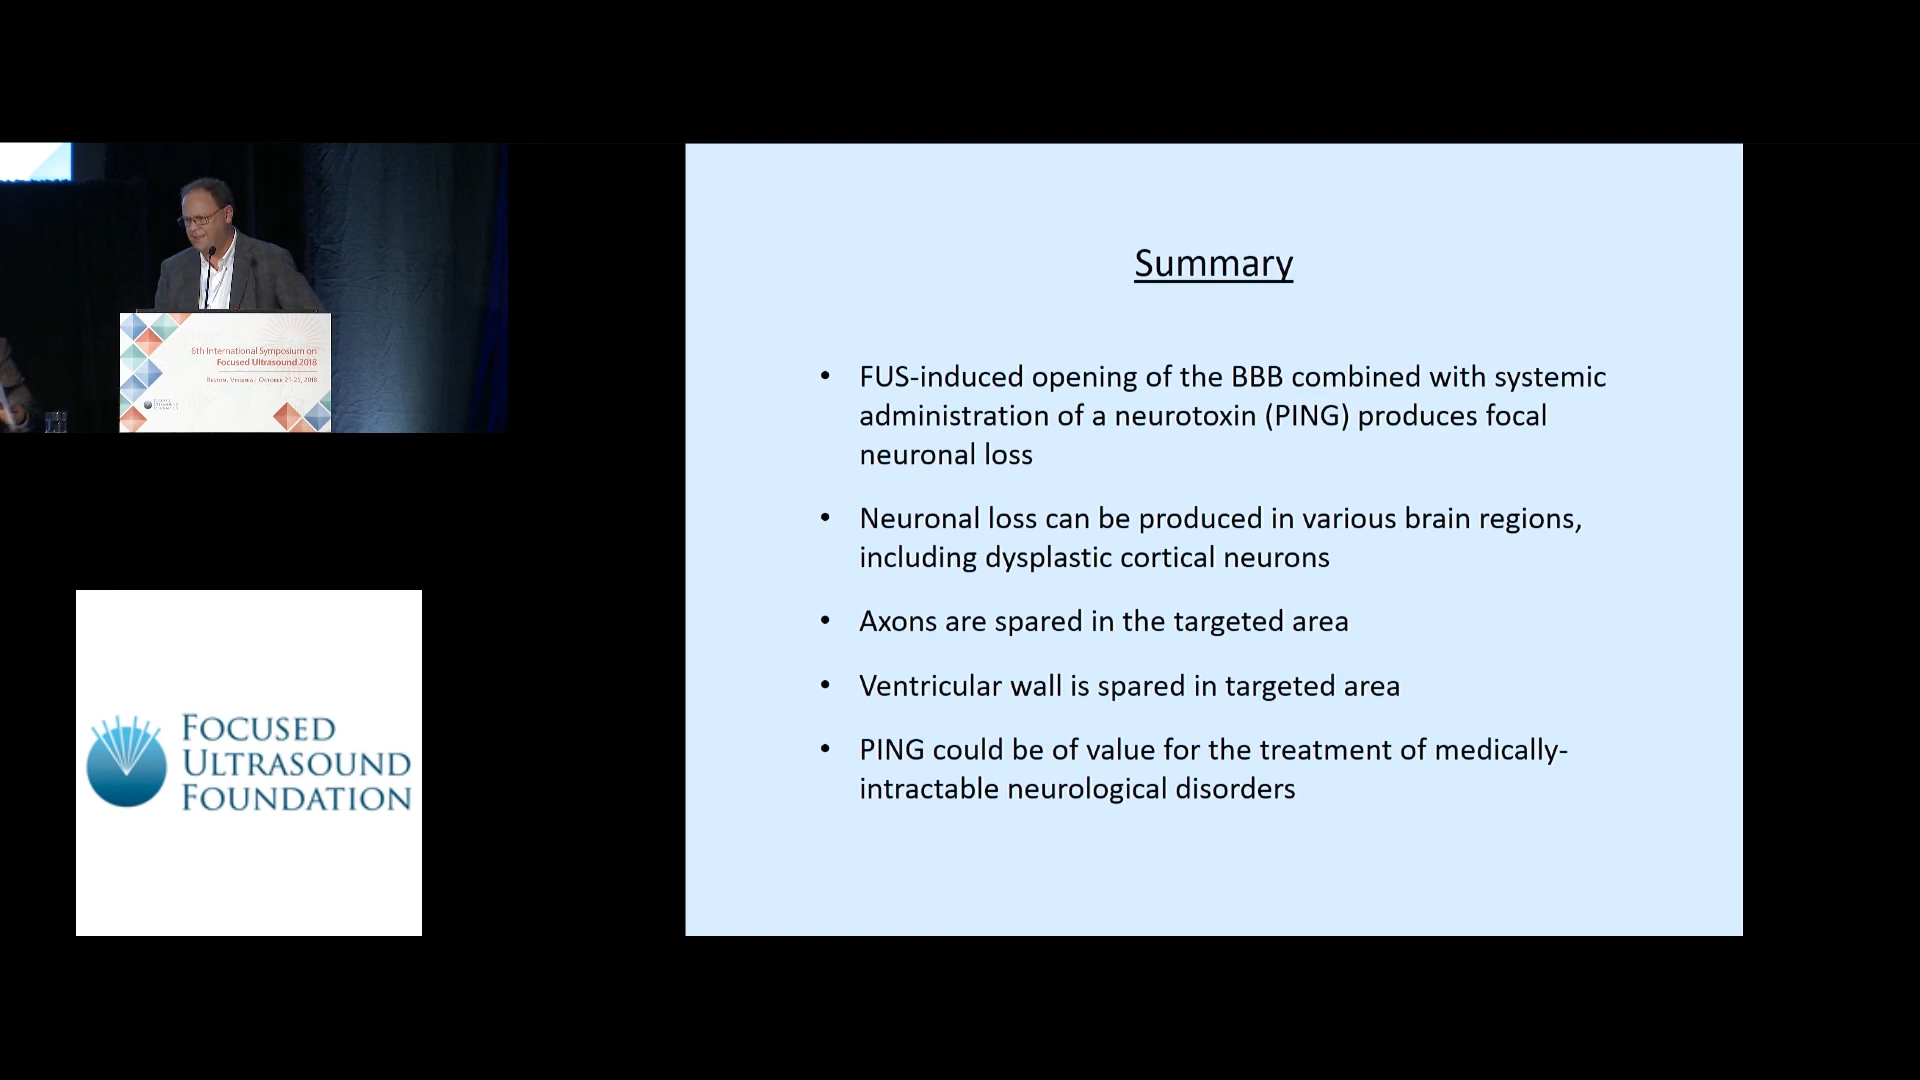 6th International Symposium on
Focused Ultrasound 2018
Reston, Virginia | October 21-25, 2018
Focused
Ultrasound
Foundation
Summary
• FUS-induced opening of the BBB combined with systemic
administration of a neurotoxin (PING) produces focal
neuronal loss
• Neuronal loss can be produced in various brain regions,
including dysplastic cortical neurons
• Axons are spared in the targeted area
• Ventricular wall is spared in targeted area
• PING could be of value for the treatment of medically-
intractable neurological disorders